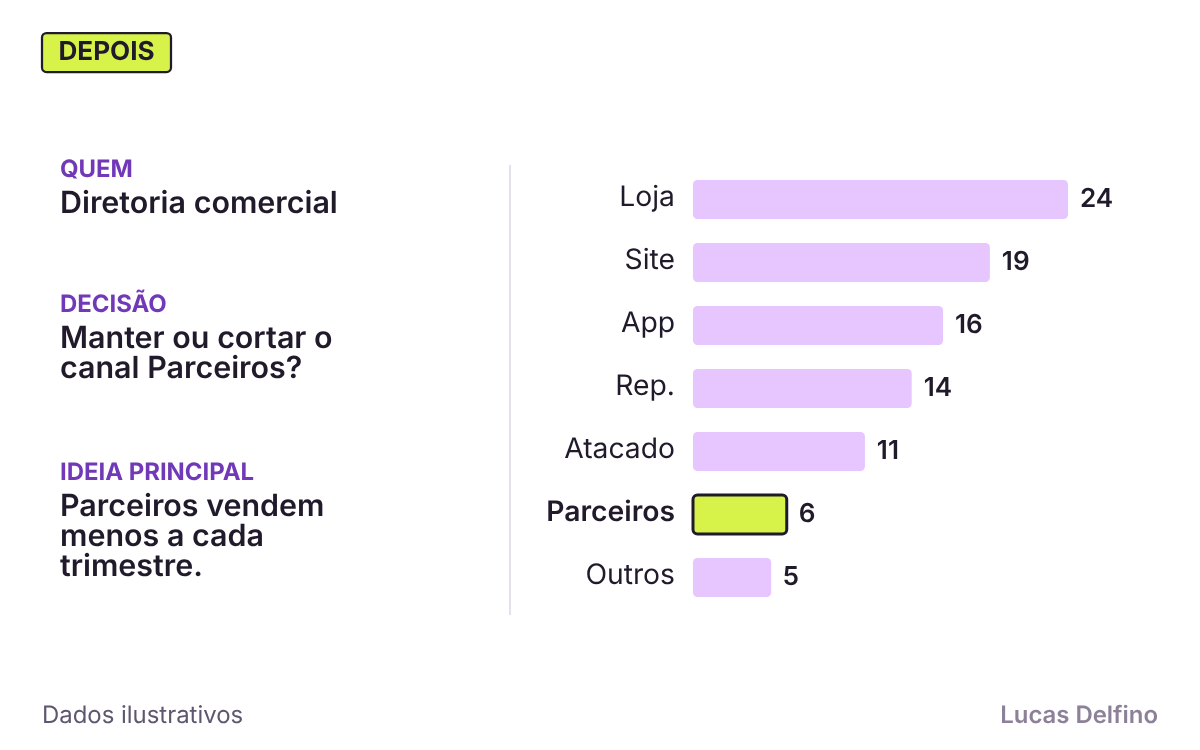 DEPOIS
QUEM
Diretoria comercial
DECISÃO
Manter ou cortar o
canal Parceiros?
IDEIA PRINCIPAL
Parceiros vendem
menos a cada
trimestre.
Loja 24
Site 19
App 16
Rep. 14
Atacado 11
Parceiros 6
Outros 5
Dados ilustrativos
Lucas Delfino